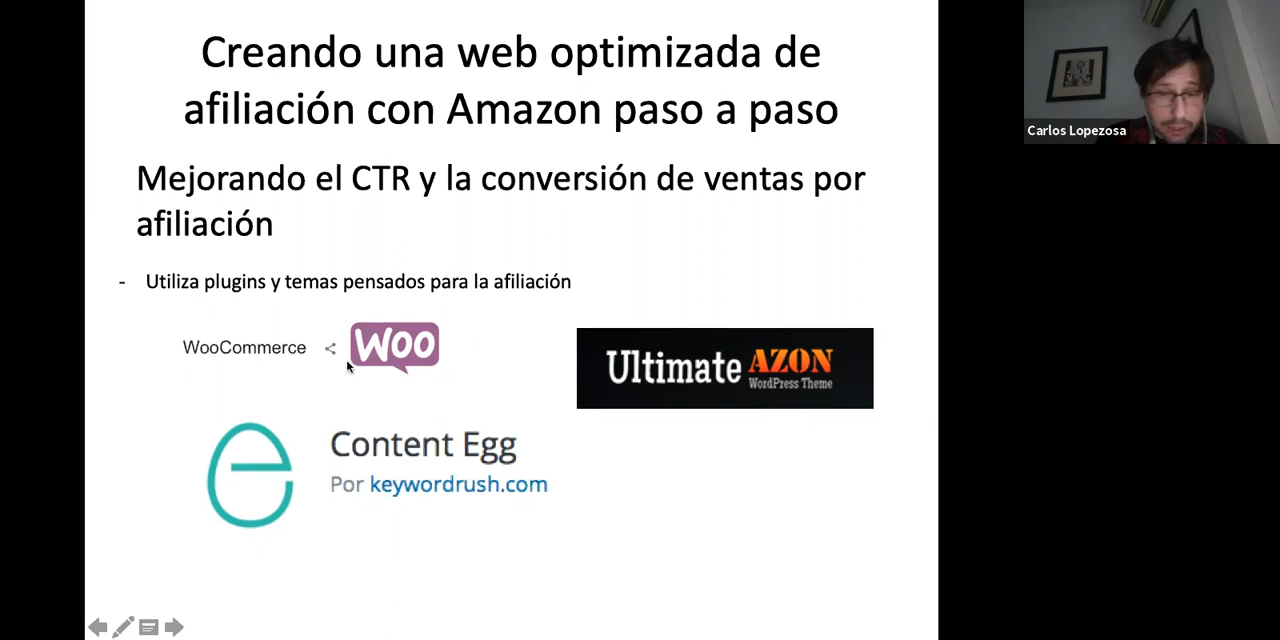 Creando una web optimizada de
afiliación con Amazon paso a paso
Carlos Lopezosa
Mejorando el CTR y la conversión de ventas por
afiliación
- Utiliza plugins y temas pensados para la afiliación
WooCommerce
WOO
Ultimate AZON
WordPress Theme
Content Egg
Por keywordrush.com